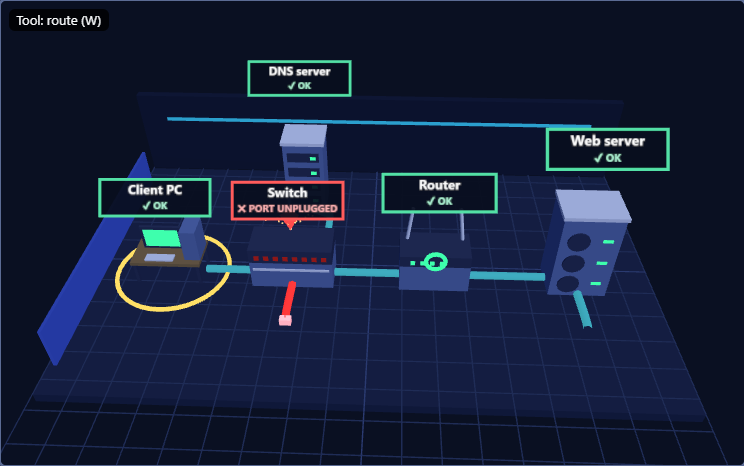 Tool: route (W)
DNS server
✓ OK
Web server
✓ OK
Client PC
✓ OK
Switch
✗ PORT UNPLUGGED
Router
✓ OK